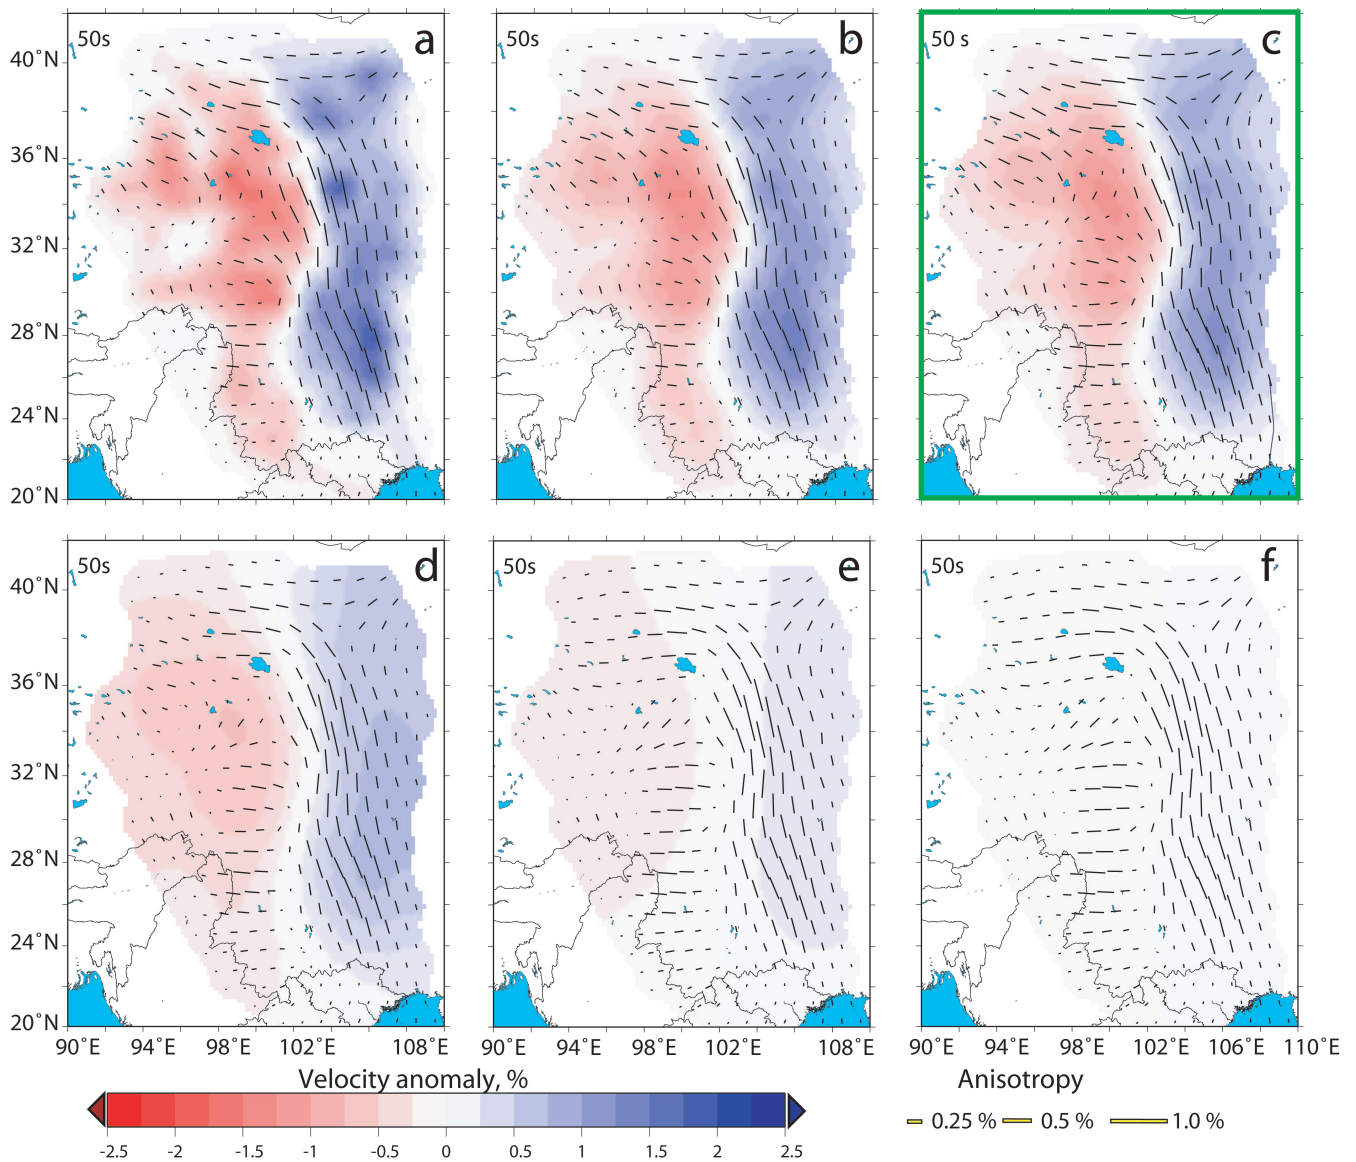 50s a
50s b
50 s c
40°N
36°N
32°N
28°N
24°N
20°N
50s d
50s e
50s f
40°N
36°N
32°N
28°N
24°N
20°N
90°E 94°E 98°E 102°E 108°E 90°E 94°E 98°E 102°E 108°E 90°E 94°E 98°E 102°E 106°E 110°E
Velocity anomaly, % Anisotropy
0.25 % 0.5 % 1.0 %
-2.5 -2 -1.5 -1 -0.5 0 0.5 1 1.5 2 2.5